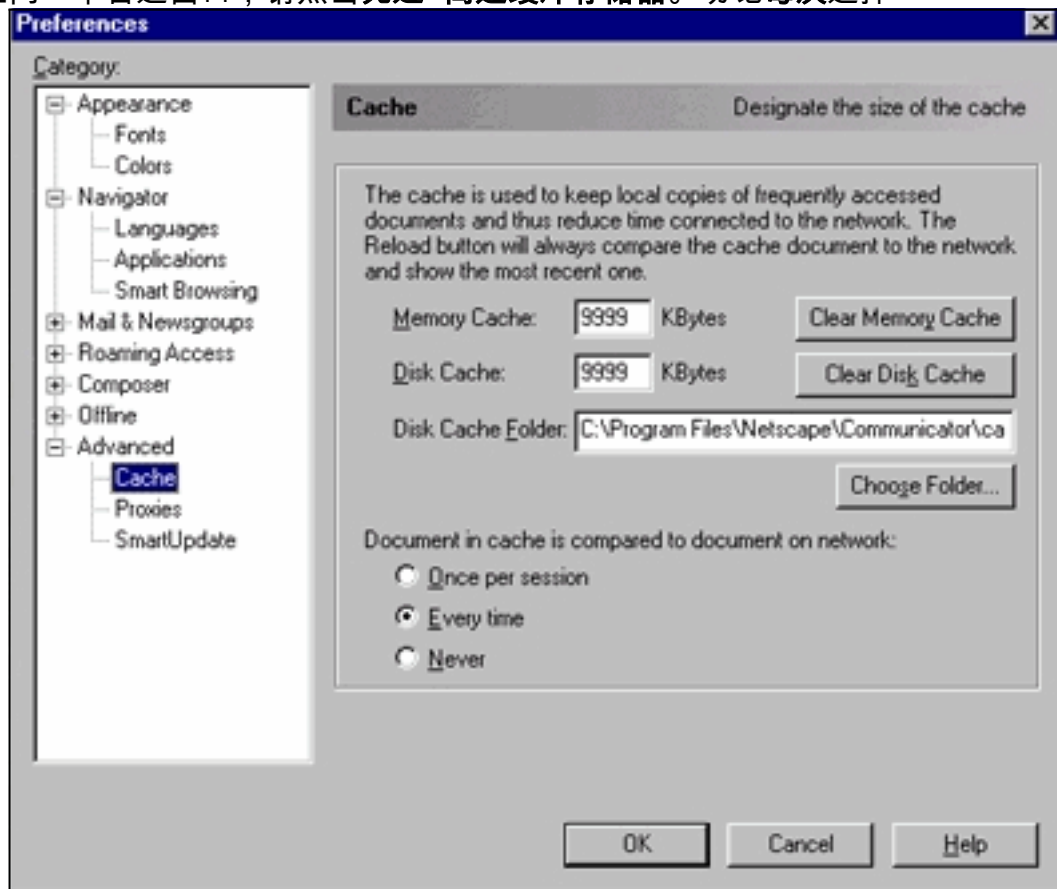 Preferences
Category:
Appearance
Fonts
Colors
Navigator
Languages
Applications
Smart Browsing
Mail & Newsgroups
Roaming Access
Composer
Offline
Advanced
Cache
Proxies
SmartUpdate
Cache Designate the size of the cache
The cache is used to keep local copies of frequently accessed
documents and thus reduce time connected to the network. The
Reload button will always compare the cache document to the network
and show the most recent one.
Memory Cache: 9999 KBytes Clear Memory Cache
Disk Cache: 9999 KBytes Clear Disk Cache
Disk Cache Folder: C:\Program Files\Netscape\Communicator\ca
Choose Folder...
Document in cache is compared to document on network:
Once per session
Every time
Never
OK Cancel Help